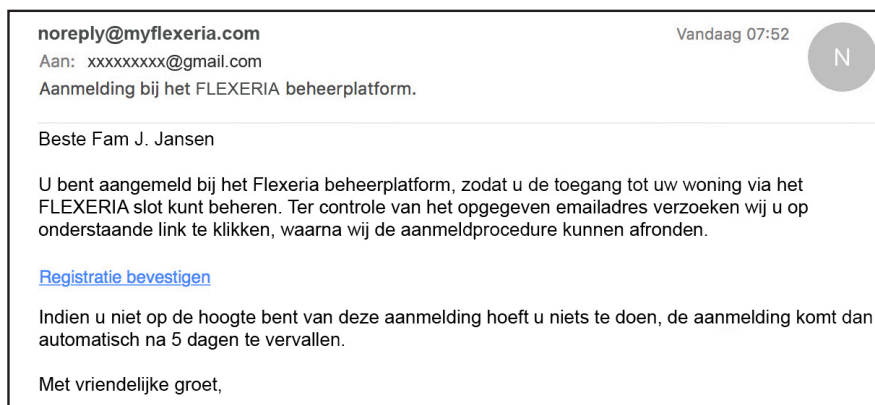 noreply@myflexeria.com
Vandaag 07:52
N
Aan: xxxxxxxxx@gmail.com
Aanmelding bij het FLEXERIA beheerplatform.
Beste Fam J. Jansen
U bent aangemeld bij het Flexeria beheerplatform, zodat u de toegang tot uw woning via het
FLEXERIA slot kunt beheren. Ter controle van het opgegeven emailadres verzoeken wij u op
onderstaande link te klikken, waarna wij de aanmeldprocedure kunnen afronden.
Registratie bevestigen
Indien u niet op de hoogte bent van deze aanmelding hoeft u niets te doen, de aanmelding komt dan
automatisch na 5 dagen te vervallen.
Met vriendelijke groet,